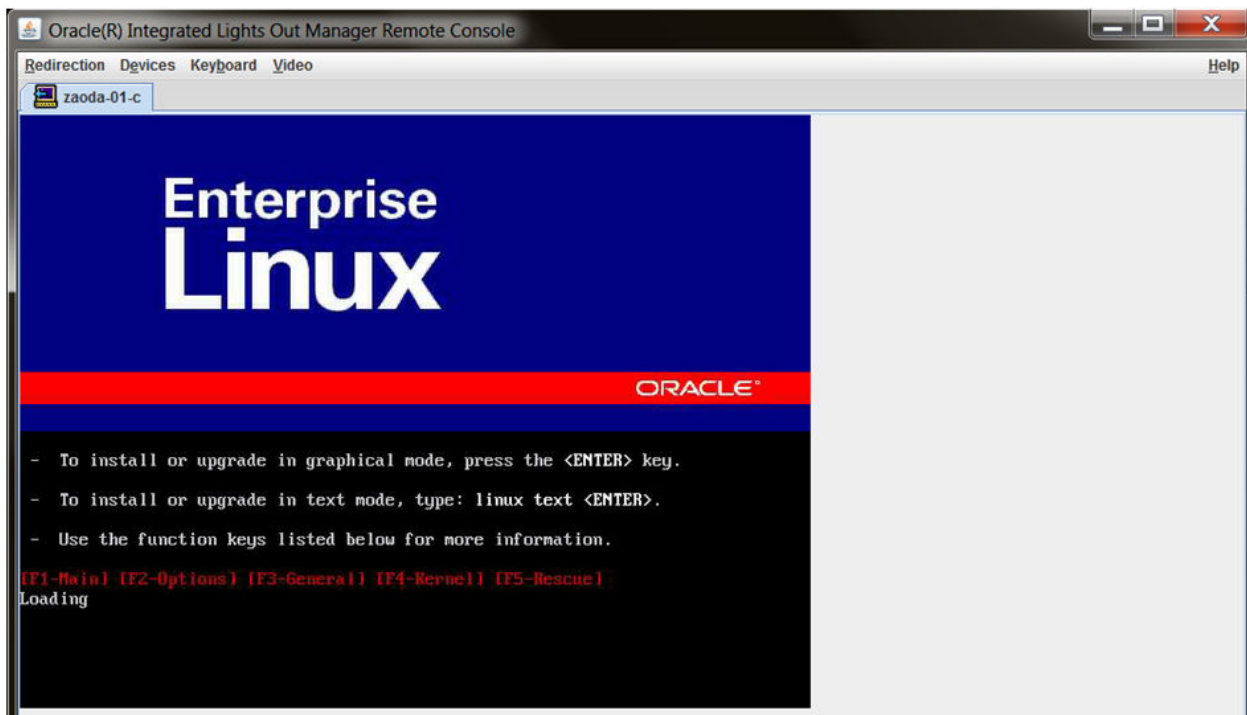 Oracle(R) Integrated Lights Out Manager Remote Console
Redirection Devices Keyboard Video Help
zaoda-01-c
Enterprise
Linux
ORACLE®
- To install or upgrade in graphical mode, press the <ENTER> key.
- To install or upgrade in text mode, type: linux text <ENTER>.
- Use the function keys listed below for more information.
[F1-Main] [F2-Options] [F3-General] [F4-Kernel] [F5-Rescue]
Loading